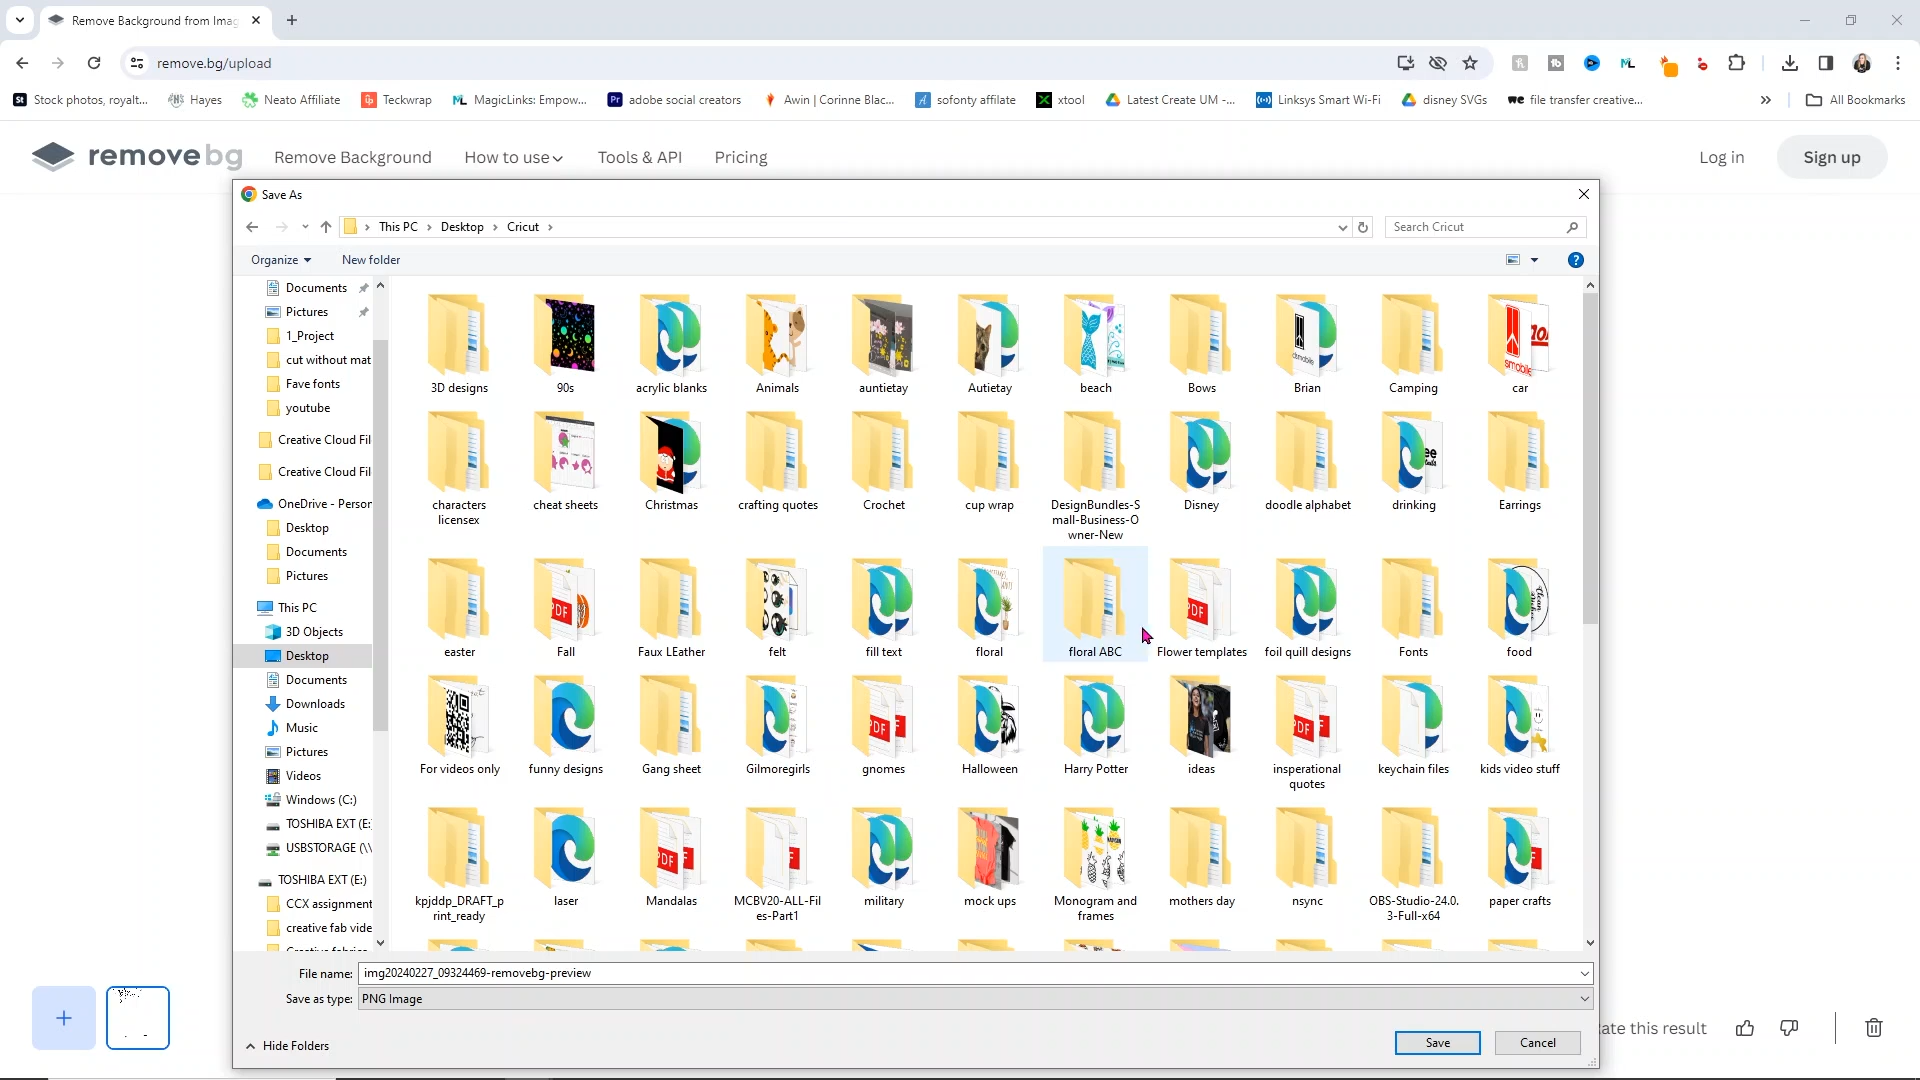 Remove Background from Imag
remove.bg/upload
Stock photos, royalt...
Hayes
Neato Affiliate
Teckwrap
MagicLinks: Empow...
adobe social creators
Awin | Corinne Blac...
sofonty affilate
xtool
Latest Create UM -...
Linksys Smart Wi-Fi
disney SVGs
file transfer creative...
All Bookmarks
removebg
Remove Background
How to use
Tools & API
Pricing
Log in
Sign up
Save As
This PC > Desktop > Cricut >
Search Cricut
Organize
New folder
Documents
Pictures
1_Project
cut without mat
Fave fonts
youtube
Creative Cloud Fil
Creative Cloud Fil
OneDrive - Person
Desktop
Documents
Pictures
This PC
3D Objects
Desktop
Documents
Downloads
Music
Pictures
Videos
Windows (C:)
TOSHIBA EXT (E:
USBSTORAGE (\\
TOSHIBA EXT (E:)
CCX assignment
creative fab vide
3D designs
90s
acrylic blanks
Animals
auntietay
Autietay
beach
Bows
Brian
Camping
car
characters
licensex
cheat sheets
Christmas
crafting quotes
Crochet
cup wrap
DesignBundles-S
mall-Business-O
wner-New
Disney
doodle alphabet
drinking
Earrings
easter
Fall
Faux LEather
felt
fill text
floral
floral ABC
Flower templates
foil quill designs
Fonts
food
For videos only
funny designs
Gang sheet
Gilmoregirls
gnomes
Halloween
Harry Potter
ideas
insperational
quotes
keychain files
kids video stuff
kpjddp_DRAFT_p
rint_ready
laser
Mandalas
MCBV20-ALL-Fil
es-Part1
military
mock ups
Monogram and
frames
mothers day
nsync
OBS-Studio-24.0.
3-Full-x64
paper crafts
File name: img20240227_09324469-removebg-preview
Save as type: PNG Image
Hide Folders
Save
Cancel
ate this result